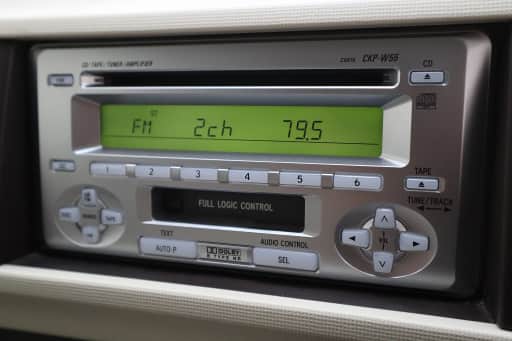 CD·TAPE/TUNER·AMPLIFIER
CKP-W55
CD
ST
FM 2ch 79.5
1 2 3 4 5 6
TAPE
FULL LOGIC CONTROL
TUNE/TRACK
TEXT
AUTO·P
DOLBY
B TYPE NR
AUDIO CONTROL
SEL
TAPE
VOL